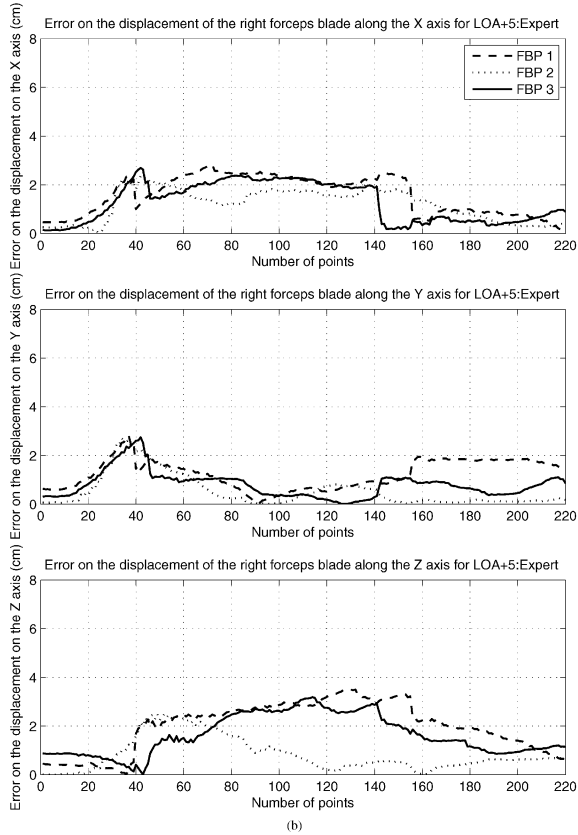 Error on the displacement of the right forceps blade along the X axis for LOA+5:Expert
Error on the displacement on the X axis (cm)
8
6
4
2
0
FBP 1
FBP 2
FBP 3
0 20 40 60 80 100 120 140 160 180 200 220
Number of points
Error on the displacement of the right forceps blade along the Y axis for LOA+5:Expert
Error on the displacement on the Y axis (cm)
8
6
4
2
0
0 20 40 60 80 100 120 140 160 180 200 220
Number of points
Error on the displacement of the right forceps blade along the Z axis for LOA+5:Expert
Error on the displacement on the Z axis (cm)
8
6
4
2
0
0 20 40 60 80 100 120 140 160 180 200 220
Number of points
(b)